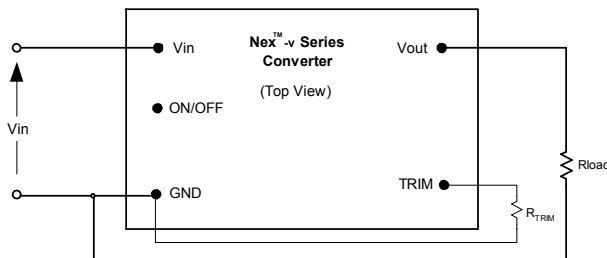 Nex™-v Series
Converter
(Top View)
Vin
Vout
ON/OFF
Vin
GND
TRIM
Rload
RTRIM